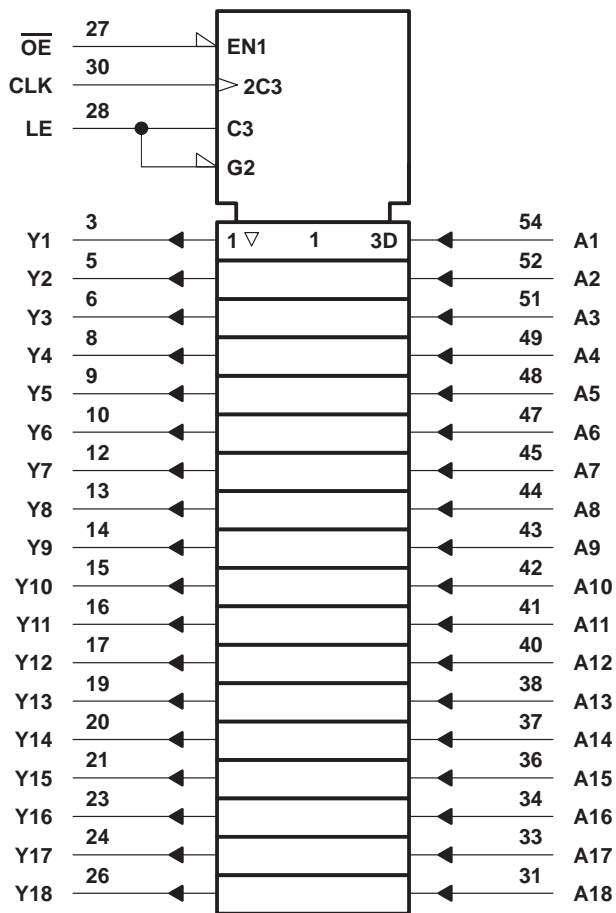 OE 27 EN1
CLK 30 2C3
LE 28 C3
G2
Y1 3 1 ▽ 1 3D 54 A1
Y2 5 52 A2
Y3 6 51 A3
Y4 8 49 A4
Y5 9 48 A5
Y6 10 47 A6
Y7 12 45 A7
Y8 13 44 A8
Y9 14 43 A9
Y10 15 42 A10
Y11 16 41 A11
Y12 17 40 A12
Y13 19 38 A13
Y14 20 37 A14
Y15 21 36 A15
Y16 23 34 A16
Y17 24 33 A17
Y18 26 31 A18